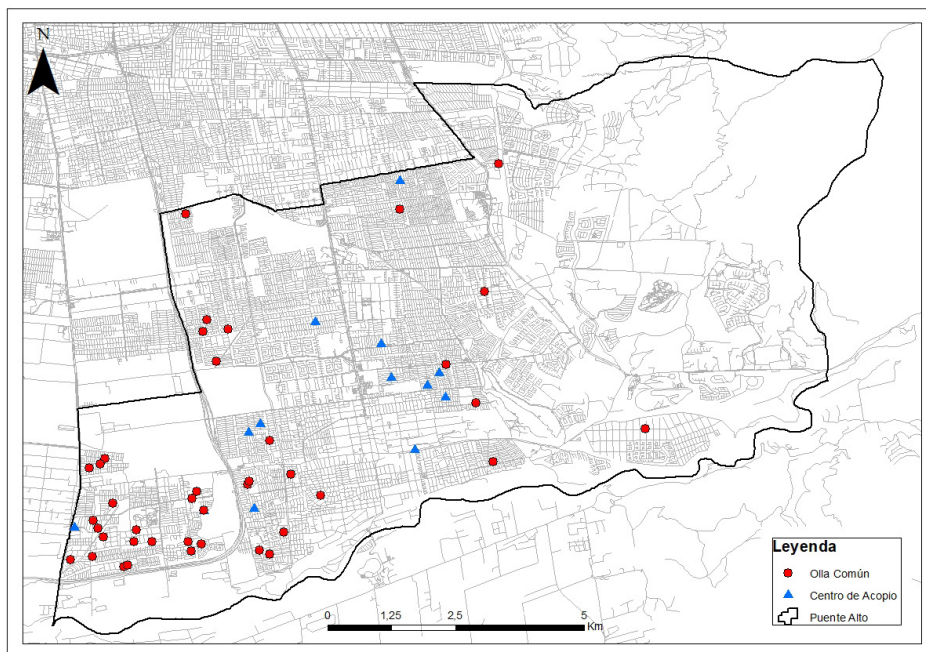 N
Leyenda
Olla Común
Centro de Acopio
Puente Alto
0 1,25 2,5 5
Km